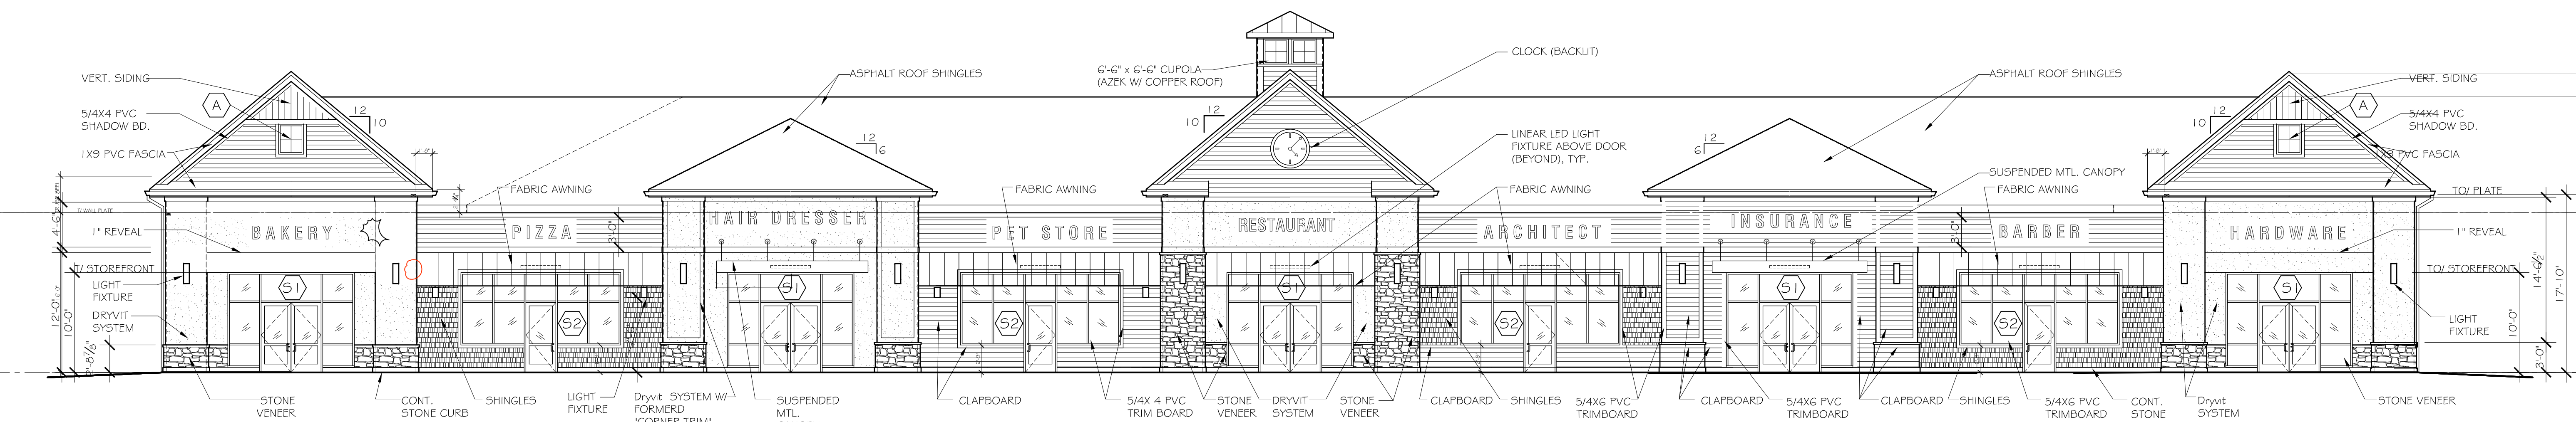 CLOCK (BACKLIT)
6'-6" x 6'-6" CUPOLA
(AZEK W/ COPPER ROOF)
ASPHALT ROOF SHINGLES
ASPHALT ROOF SHINGLES
VERT. SIDING
VERT. SIDING
A
A
5/4X4 PVC
SHADOW BD.
5/4X4 PVC
SHADOW BD.
12
10
12
10
12
10
12
6
12
6
LINEAR LED LIGHT
FIXTURE ABOVE DOOR
(BEYOND), TYP.
1X9 PVC FASCIA
1X9 PVC FASCIA
SUSPENDED MTL. CANOPY
FABRIC AWNING
FABRIC AWNING
FABRIC AWNING
FABRIC AWNING
TO/ PLATE
T/ WALL PLATE
1" REVEAL
1" REVEAL
BAKERY
PIZZA
HAIR DRESSER
PET STORE
RESTAURANT
ARCHITECT
INSURANCE
BARBER
HARDWARE
3'-0"
3'-0"
4'-6"
T/ STOREFRONT
TO/ STOREFRONT
LIGHT
FIXTURE
DRYVIT
SYSTEM
S1
S1
S1
S1
S1
S2
S2
S2
S2
12'-0"
10'-0"
2'-8⅞"
14'-6½"
17'-10"
10'-0"
3'-0"
LIGHT
FIXTURE
STONE
VENEER
CONT.
STONE CURB
SHINGLES
LIGHT
FIXTURE
Dryvit SYSTEM W/
FORMERD
"CORNER TRIM"
SUSPENDED
MTL.
CLAPBOARD
5/4X 4 PVC
TRIM BOARD
STONE
VENEER
DRYVIT
SYSTEM
STONE
VENEER
CLAPBOARD
SHINGLES
5/4X6 PVC
TRIMBOARD
CLAPBOARD
5/4X6 PVC
TRIMBOARD
CLAPBOARD
SHINGLES
5/4X6 PVC
TRIMBOARD
CONT.
STONE
Dryvit
SYSTEM
STONE VENEER